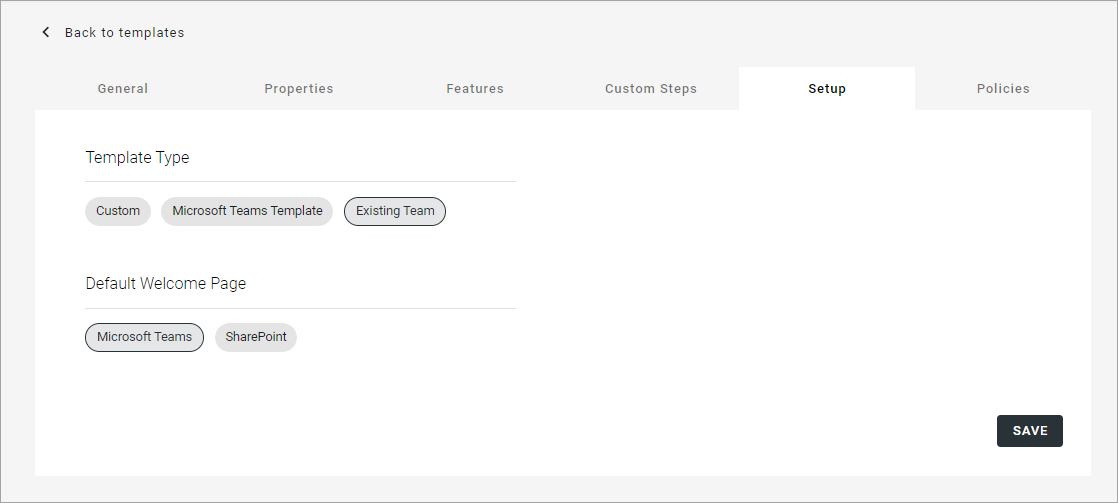 Back to templates
General Properties Features Custom Steps Setup Policies
Template Type
Custom Microsoft Teams Template Existing Team
Default Welcome Page
Microsoft Teams SharePoint
SAVE